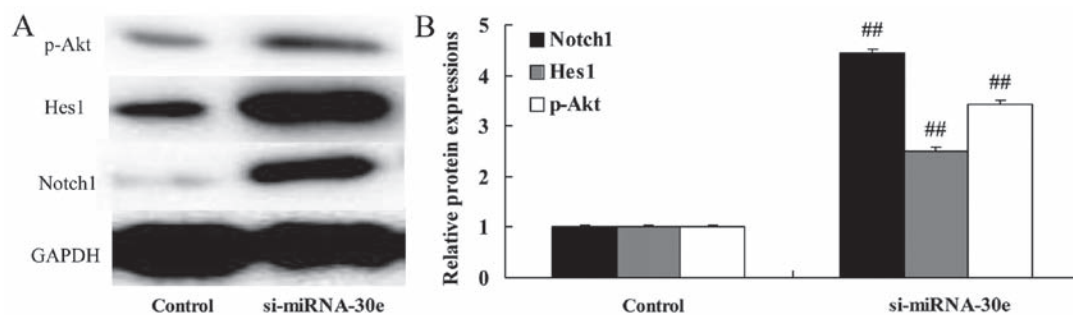 A
p-Akt
Hes1
Notch1
GAPDH
Control si-miRNA-30e
B
Relative protein expressions
5
4
3
2
1
0
Notch1
Hes1
p-Akt
##
##
##
Control si-miRNA-30e